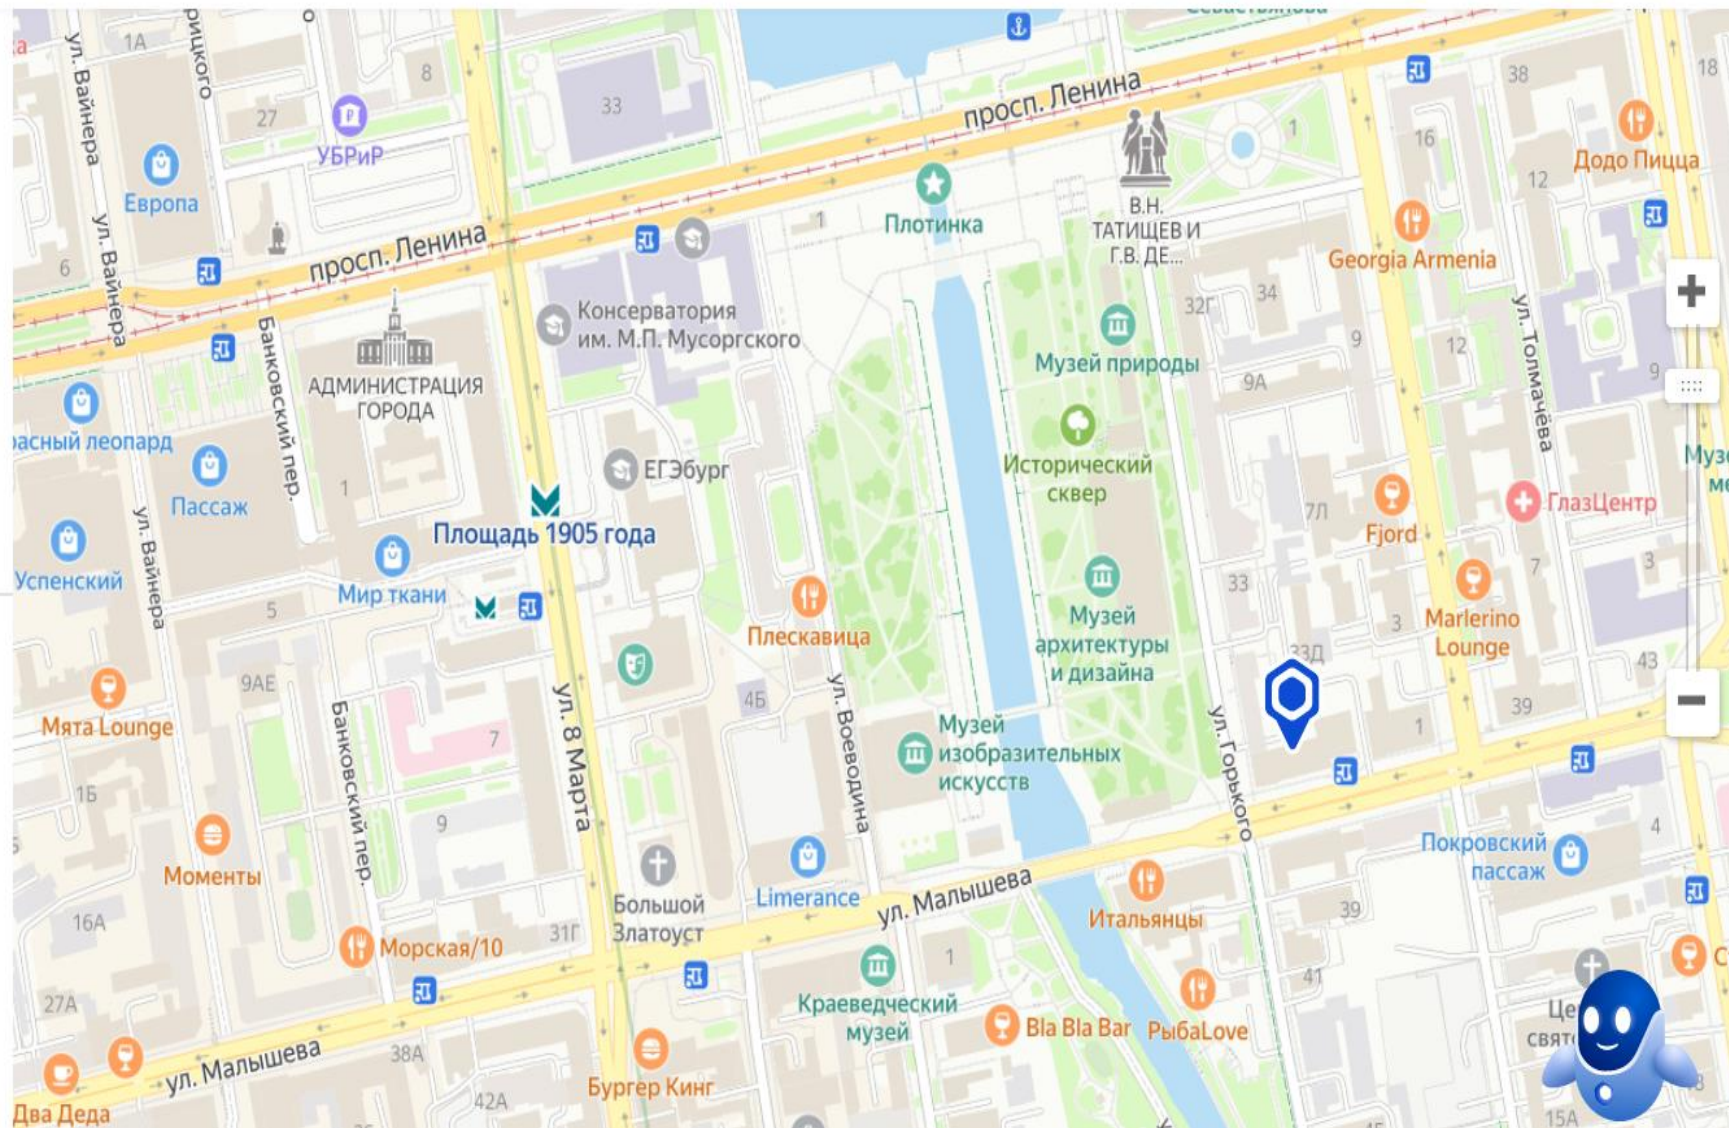 Севастьянова
ул. Вайнера
1А
8
33
27
УБРиР
Европа
просп. Ленина
38
18
1
16
Додо Пицца
12
Плотинка
В.Н.
ТАТИЩЕВ И
Г.В. ДЕ...
Georgia Armenia
6
ул. Вайнера
просп. Ленина
1
Консерватория
им. М.П. Мусоргского
32Г
34
9
12
ул. Толмачёва
9
Музей природы
9А
АДМИНИСТРАЦИЯ
ГОРОДА
Банковский пер.
расный леопард
Пассаж
1
ЕГЭбург
Исторический
сквер
7Л
Fjord
ГлазЦентр
Площадь 1905 года
Успенский
ул. Вайнера
Мир ткани
5
33
7
3
Плескавица
Музей
архитектуры
и дизайна
3
Marlerino
Lounge
33Д
43
9АЕ
4Б
Мята Lounge
Банковский пер.
7
ул. 8 Марта
ул. Воеводина
Музей
изобразительных
искусств
ул. Горького
1
39
1Б
9
Моменты
Limerance
Покровский
пассаж
4
Большой
Златоуст
ул. Малышева
Итальянцы
39
16А
Морская/10
31Г
1
41
27А
Краеведческий
музей
Bla Bla Bar
РыбаLove
ул. Малышева
38А
Бургер Кинг
Два Деда
42А
15А